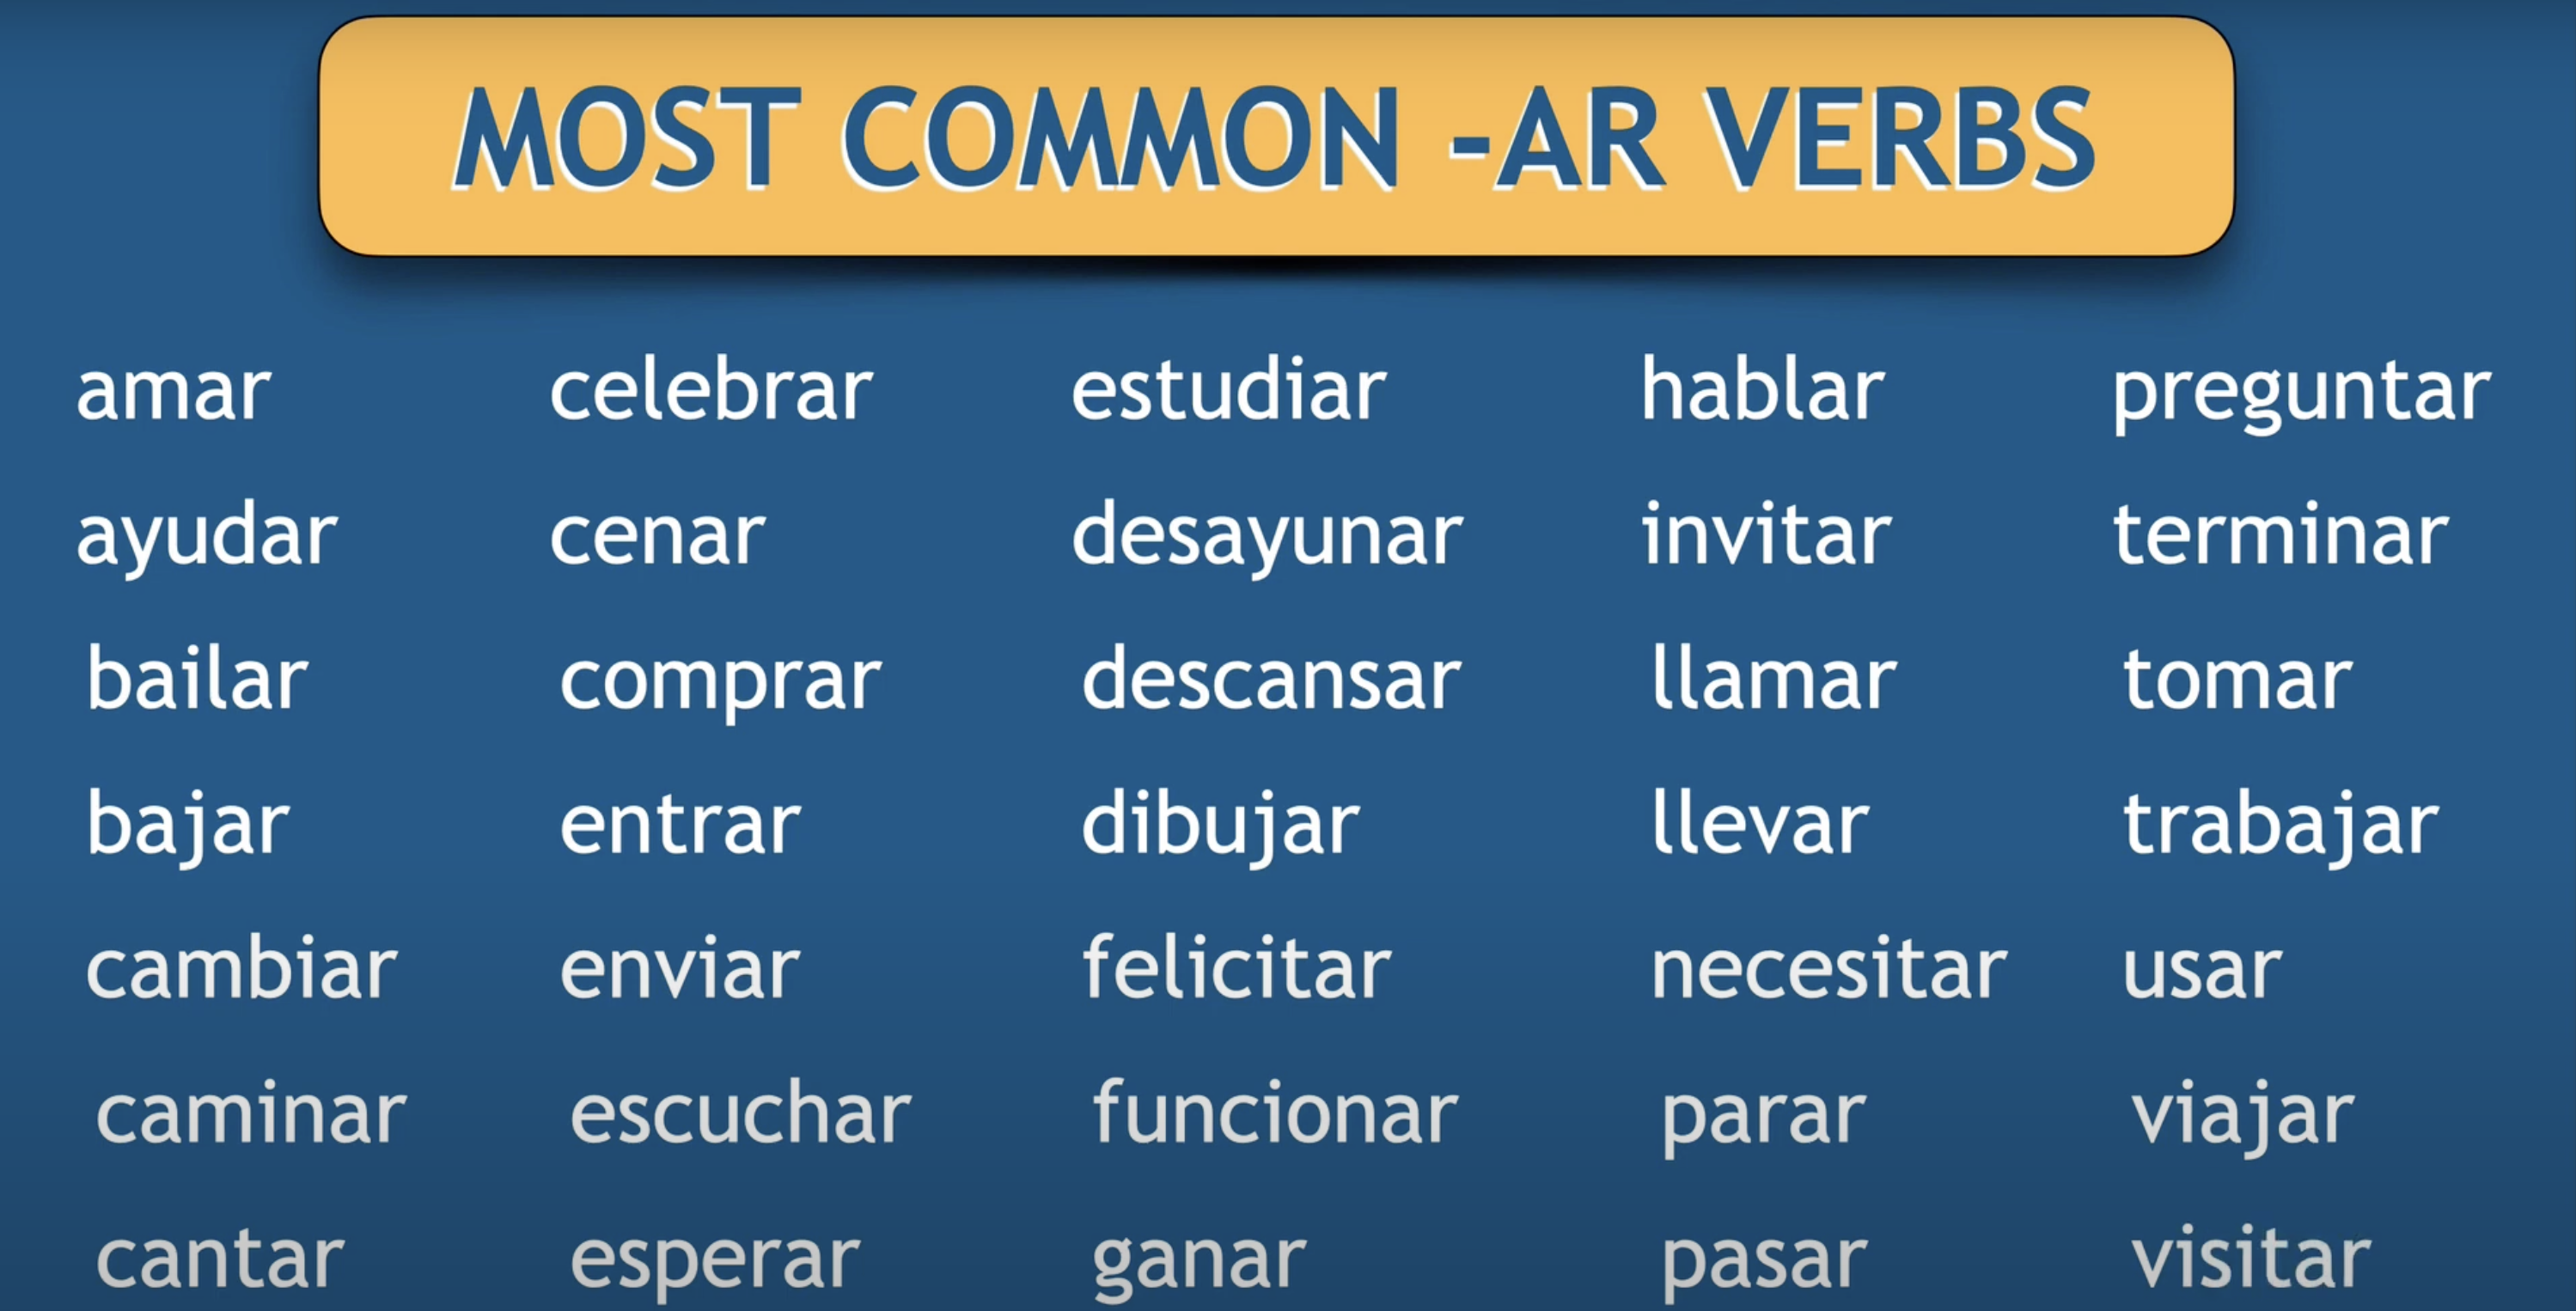 MOST COMMON -AR VERBS
amar celebrar estudiar hablar preguntar
ayudar cenar desayunar invitar terminar
bailar comprar descansar llamar tomar
bajar entrar dibujar llevar trabajar
cambiar enviar felicitar necesitar usar
caminar escuchar funcionar parar viajar
cantar esperar ganar pasar visitar